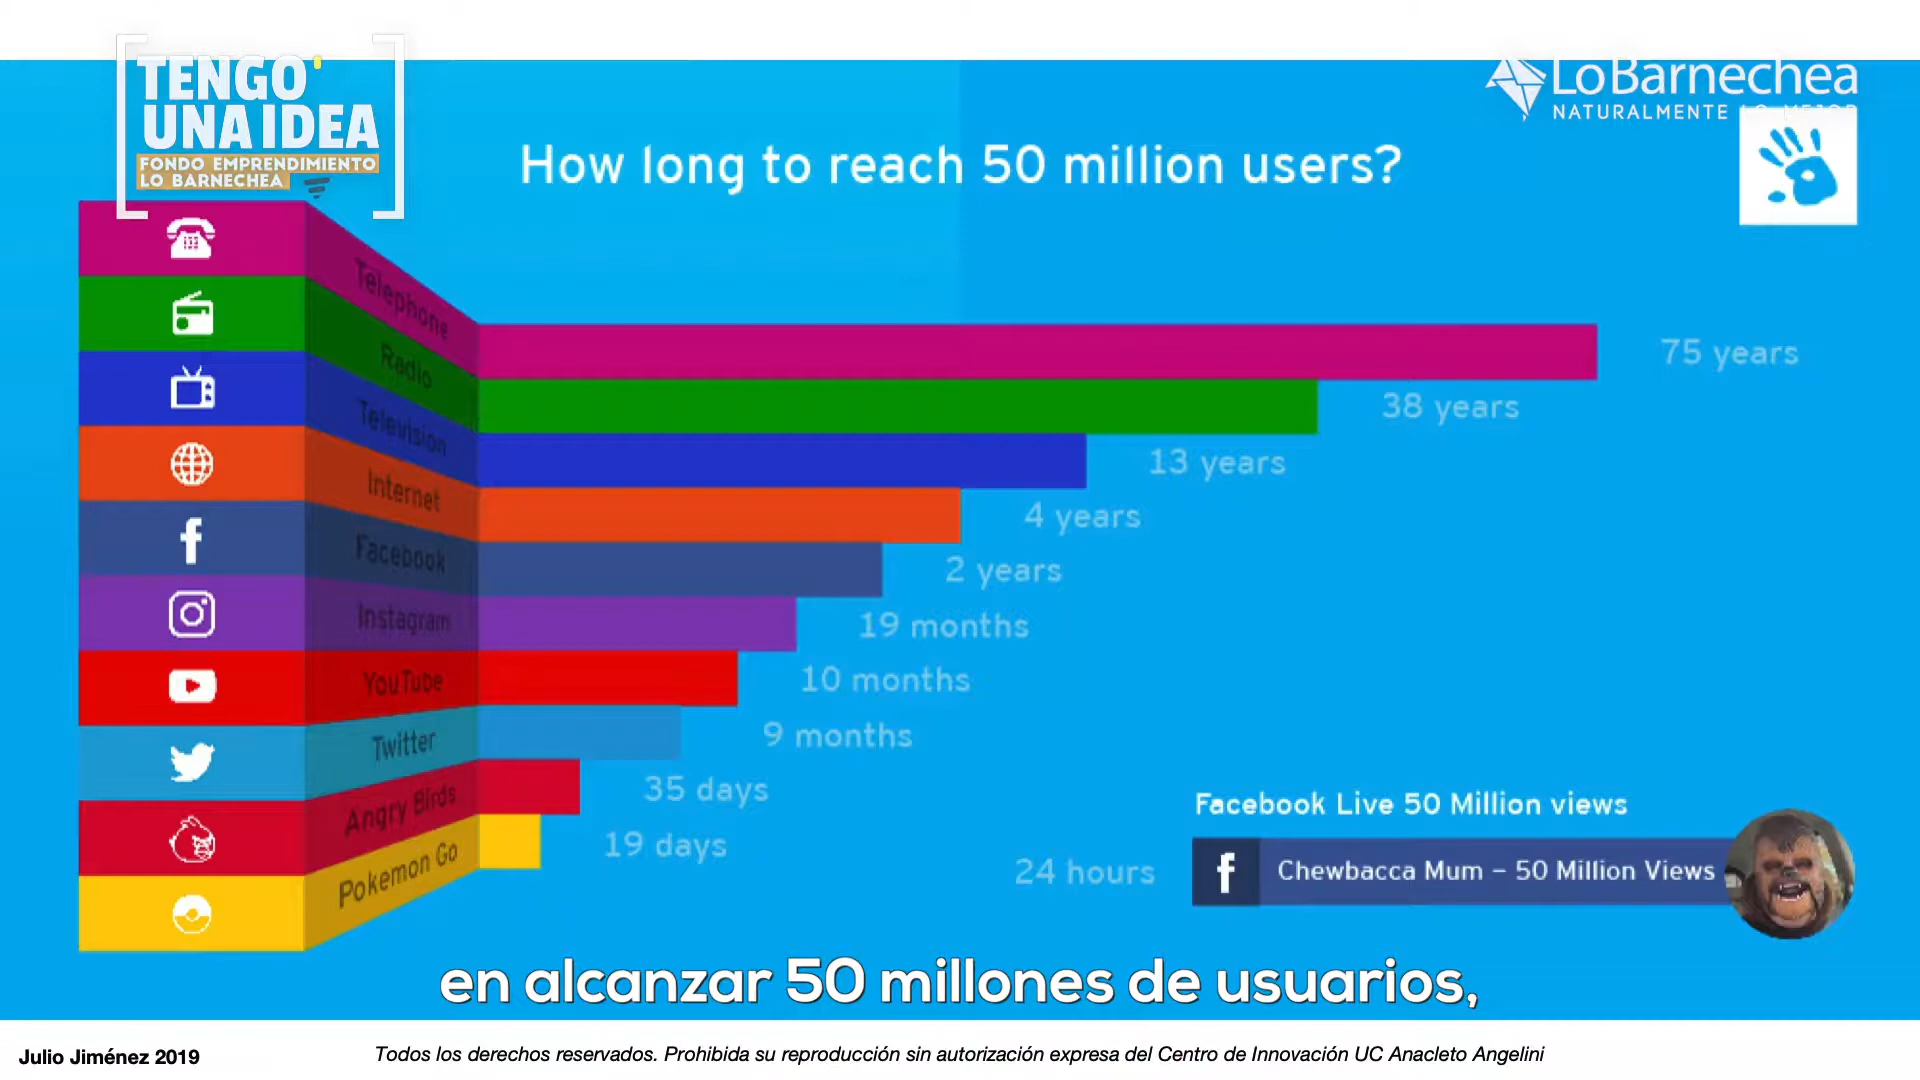 TENGO
UNA IDEA
FONDO EMPRENDIMIENTO
LO BARNECHEA
LoBarnechea
NATURALMENTE LO MEJOR
How long to reach 50 million users?
Telephone
75 years
Radio
38 years
Television
13 years
Internet
4 years
Facebook
2 years
Instagram
19 months
YouTube
10 months
Twitter
9 months
Angry Birds
35 days
Pokemon Go
19 days
Facebook Live 50 Million views
24 hours
Chewbacca Mum – 50 Million Views
en alcanzar 50 millones de usuarios,
Julio Jiménez 2019
Todos los derechos reservados. Prohibida su reproducción sin autorización expresa del Centro de Innovación UC Anacleto Angelini